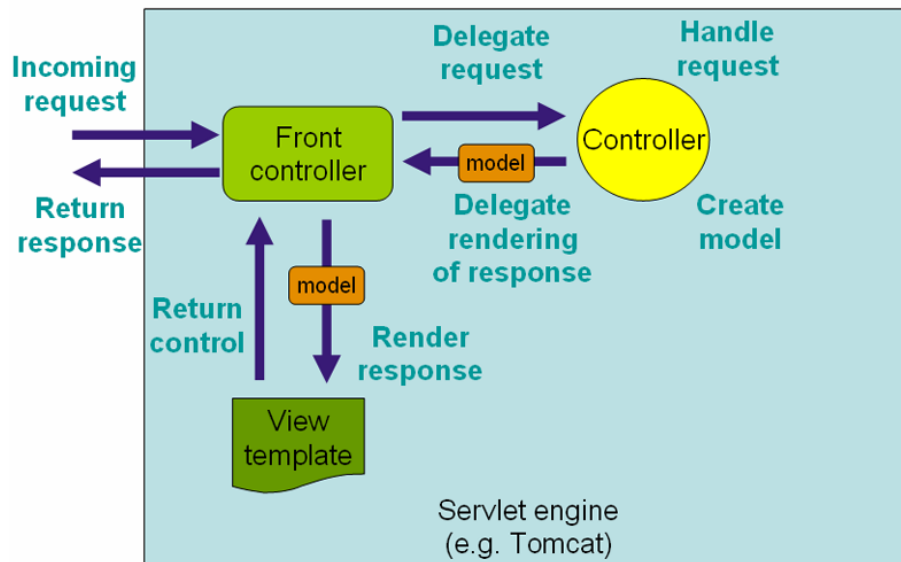 Incoming
request
Return
response
Front
controller
Delegate
request
Handle
request
Controller
model
Delegate
rendering
of response
Create
model
model
Return
control
Render
response
View
template
Servlet engine
(e.g. Tomcat)